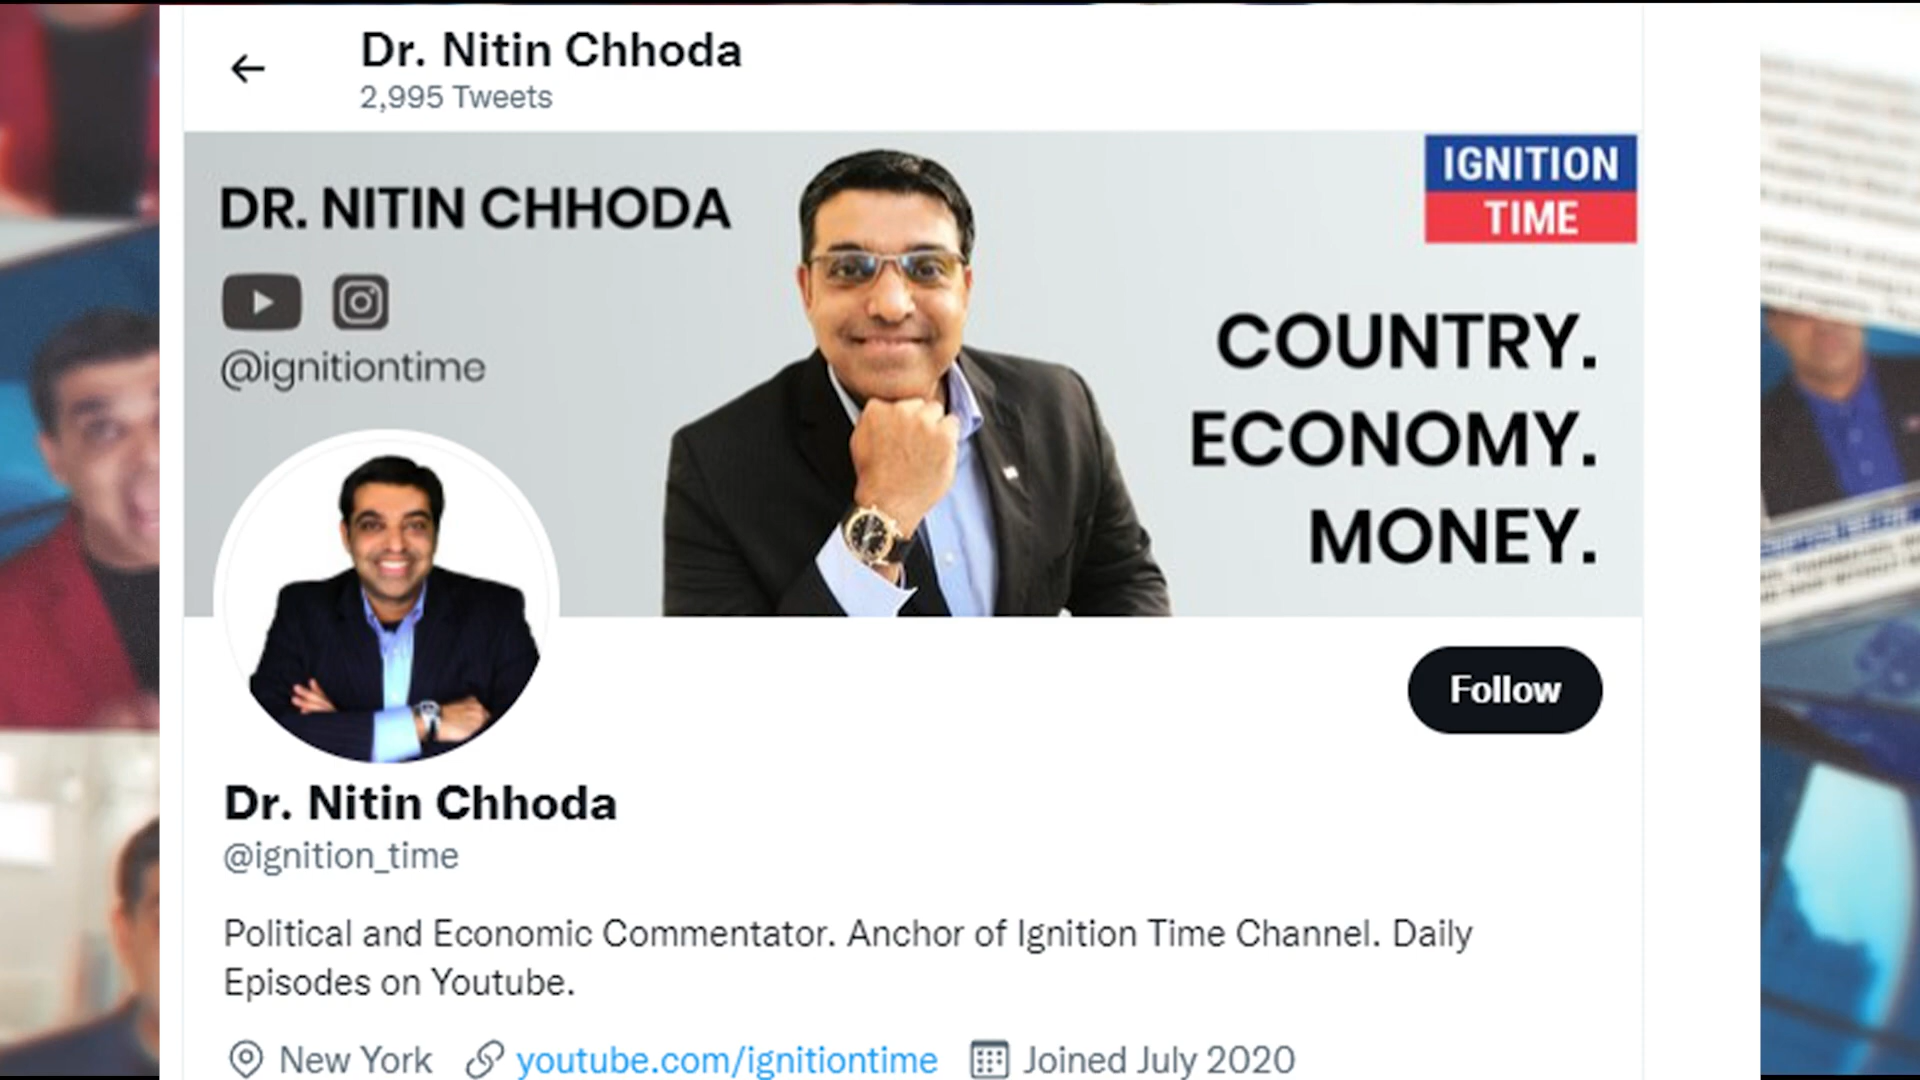 Dr. Nitin Chhoda
2,995 Tweets
DR. NITIN CHHODA
@ignitiontime
IGNITION
TIME
COUNTRY.
ECONOMY.
MONEY.
Follow
Dr. Nitin Chhoda
@ignition_time
Political and Economic Commentator. Anchor of Ignition Time Channel. Daily
Episodes on Youtube.
New York youtube.com/ignitiontime Joined July 2020